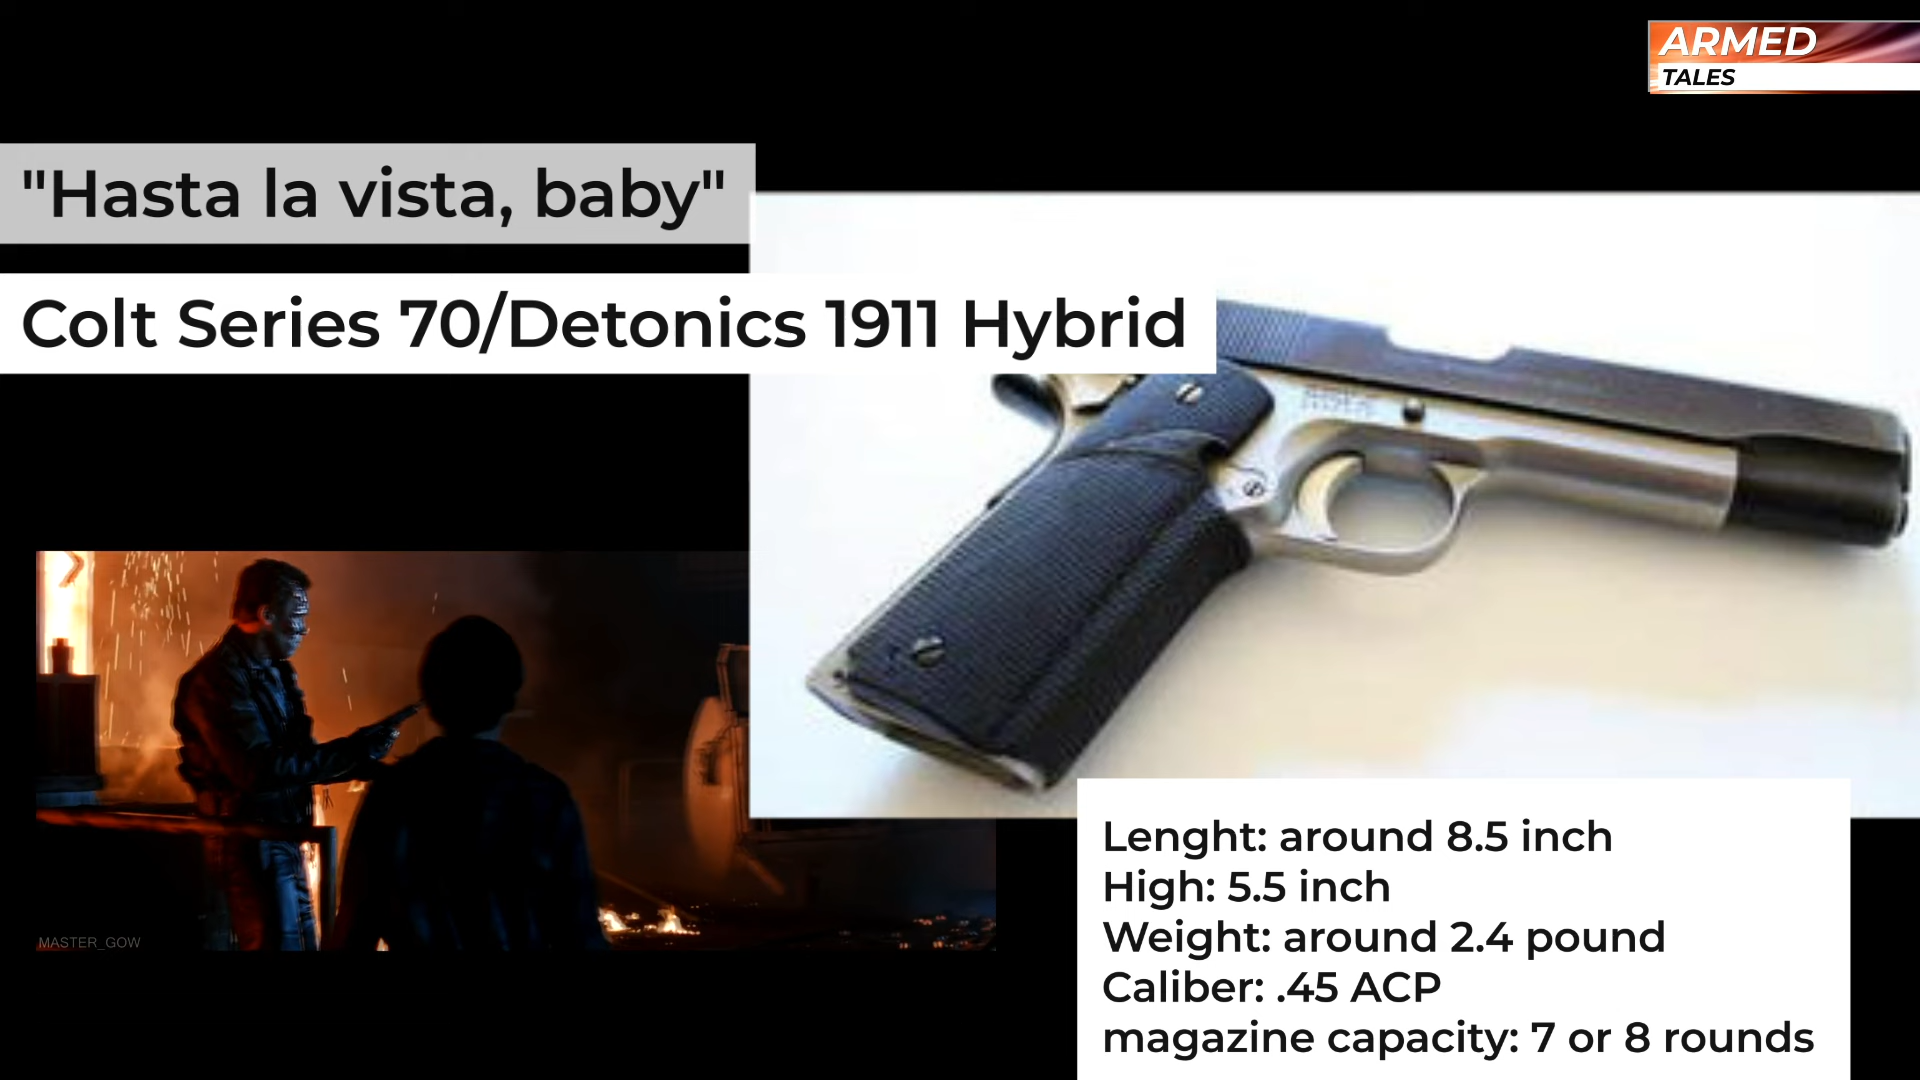 ARMED
TALES
"Hasta la vista, baby"
Colt Series 70/Detonics 1911 Hybrid
MASTER_GOW
Lenght: around 8.5 inch
High: 5.5 inch
Weight: around 2.4 pound
Caliber: .45 ACP
magazine capacity: 7 or 8 rounds